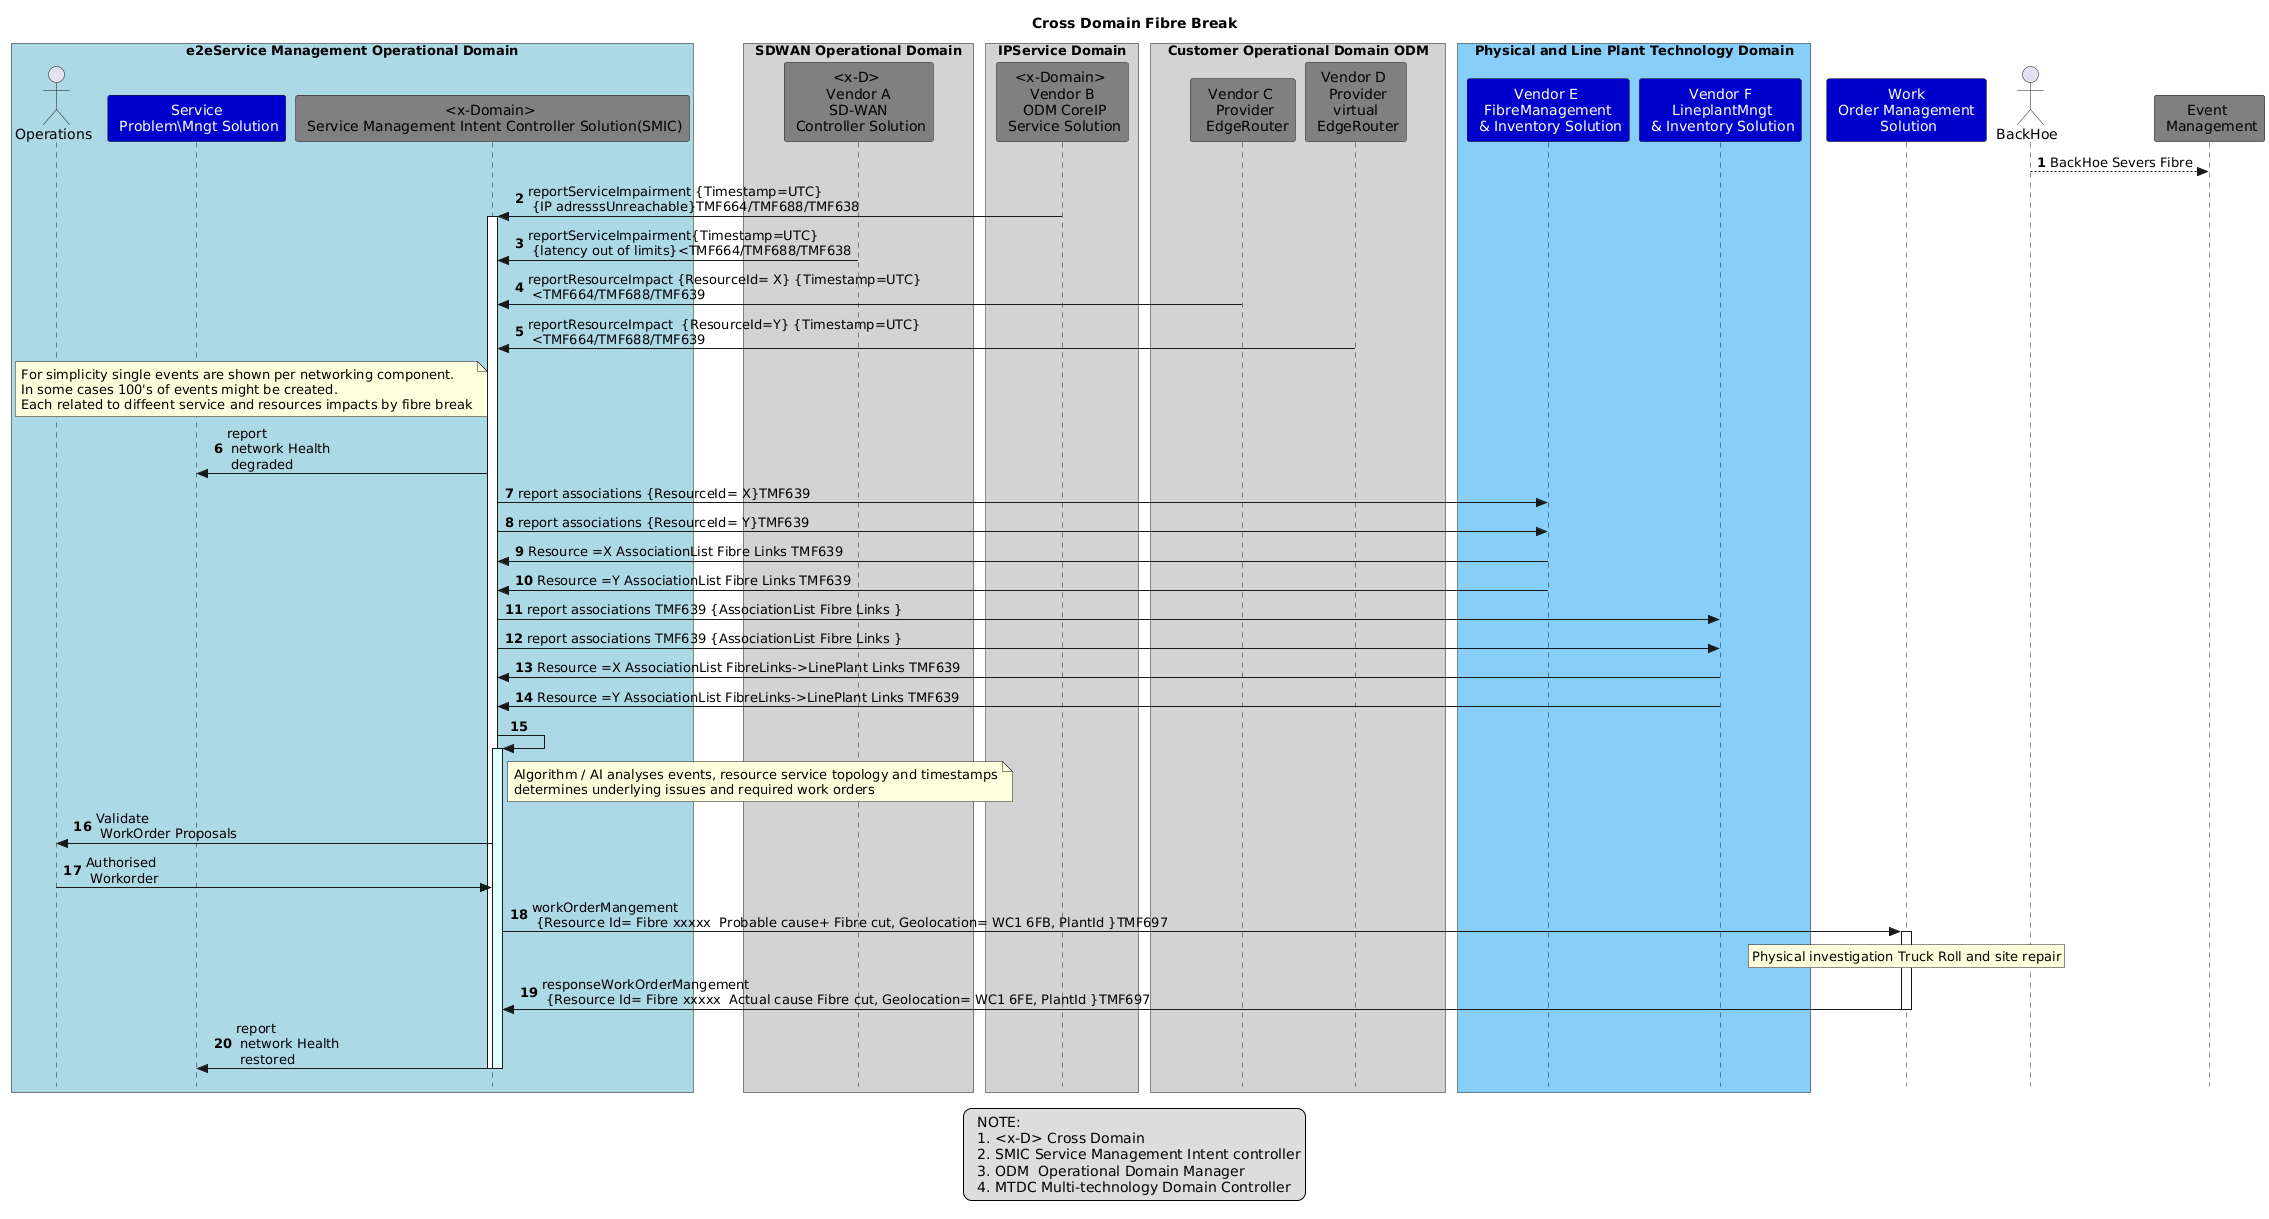 Cross Domain Fibre Break
e2eService Management Operational Domain
SDWAN Operational Domain
IPService Domain
Customer Operational Domain ODM
Physical and Line Plant Technology Domain
Operations
Service
Problem\Mngt Solution
<x-Domain>
Service Management Intent Controller Solution(SMIC)
<x-D>
Vendor A
SD-WAN
Controller Solution
<x-Domain>
Vendor B
ODM CoreIP
Service Solution
Vendor C
Provider
EdgeRouter
Vendor D
Provider
virtual
EdgeRouter
Vendor E
FibreManagement
& Inventory Solution
Vendor F
LineplantMngt
& Inventory Solution
Work
Order Management
Solution
BackHoe
Event
Management
1 BackHoe Severs Fibre
2 reportServiceImpairment {Timestamp=UTC}
{IP adresssUnreachable}TMF664/TMF688/TMF638
3 reportServiceImpairment{Timestamp=UTC}
{latency out of limits}<TMF664/TMF688/TMF638
4 reportResourceImpact {ResourceId= X} {Timestamp=UTC}
<TMF664/TMF688/TMF639
5 reportResourceImpact  {ResourceId=Y} {Timestamp=UTC}
<TMF664/TMF688/TMF639
For simplicity single events are shown per networking component.
In some cases 100's of events might be created.
Each related to diffeent service and resources impacts by fibre break
6 report
network Health
degraded
7 report associations {ResourceId= X}TMF639
8 report associations {ResourceId= Y}TMF639
9 Resource =X AssociationList Fibre Links TMF639
10 Resource =Y AssociationList Fibre Links TMF639
11 report associations TMF639 {AssociationList Fibre Links }
12 report associations TMF639 {AssociationList Fibre Links }
13 Resource =X AssociationList FibreLinks->LinePlant Links TMF639
14 Resource =Y AssociationList FibreLinks->LinePlant Links TMF639
15
Algorithm / AI analyses events, resource service topology and timestamps
determines underlying issues and required work orders
16 Validate
WorkOrder Proposals
17 Authorised
Workorder
18 workOrderMangement
{Resource Id= Fibre xxxxx  Probable cause+ Fibre cut, Geolocation= WC1 6FB, PlantId }TMF697
Physical investigation Truck Roll and site repair
19 responseWorkOrderMangement
{Resource Id= Fibre xxxxx  Actual cause Fibre cut, Geolocation= WC1 6FE, PlantId }TMF697
20 report
network Health
restored
NOTE:
1. <x-D> Cross Domain
2. SMIC Service Management Intent controller
3. ODM  Operational Domain Manager
4. MTDC Multi-technology Domain Controller